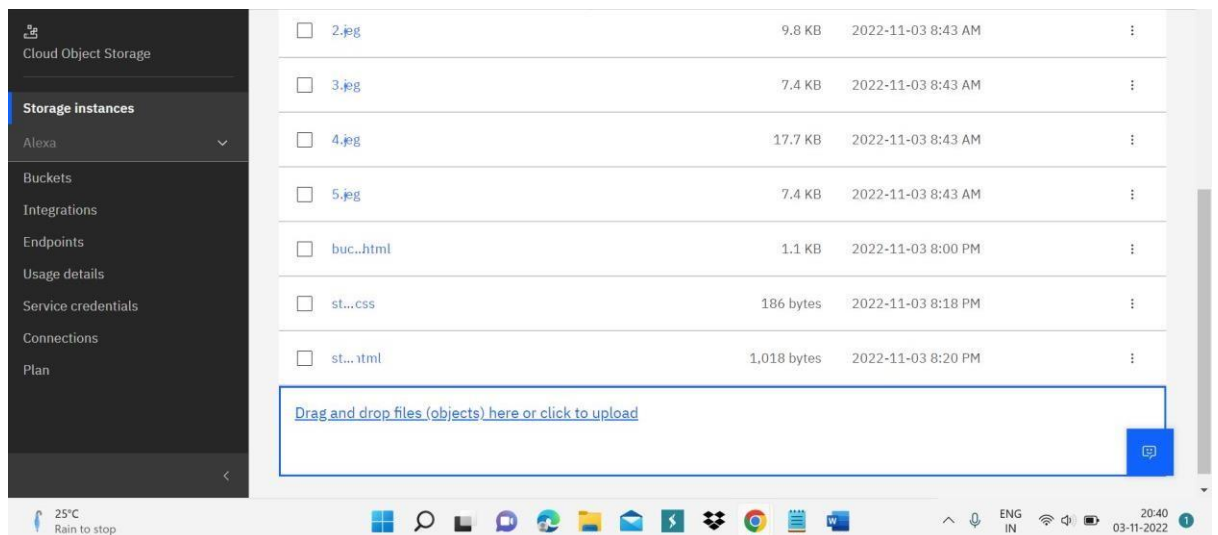 Cloud Object Storage
Storage instances
Alexa
Buckets
Integrations
Endpoints
Usage details
Service credentials
Connections
Plan
2.jeg 9.8 KB 2022-11-03 8:43 AM
3.jeg 7.4 KB 2022-11-03 8:43 AM
4.jeg 17.7 KB 2022-11-03 8:43 AM
5.jeg 7.4 KB 2022-11-03 8:43 AM
buc..html 1.1 KB 2022-11-03 8:00 PM
st...css 186 bytes 2022-11-03 8:18 PM
st... 1,018 bytes 2022-11-03 8:20 PM
Drag and drop files (objects) here or click to upload
25°C
Rain to stop
ENG
IN
20:40
03-11-2022
1